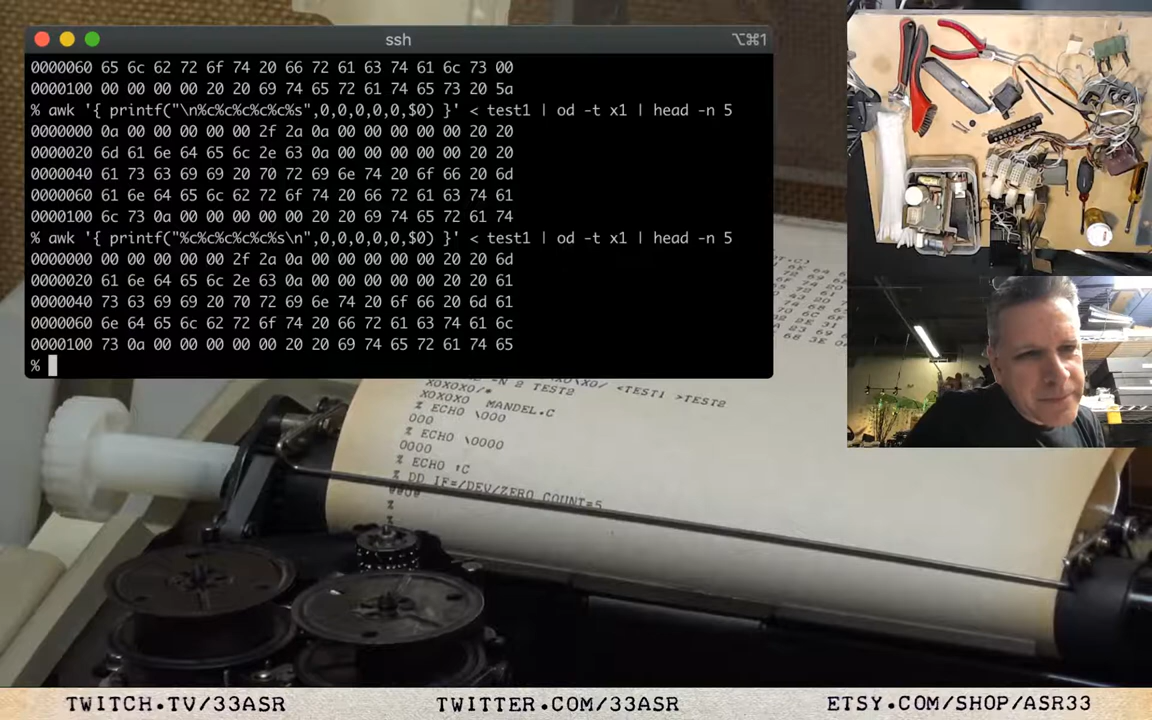 ssh
⌥⌘1
0000060 65 6c 62 72 6f 74 20 66 72 61 63 74 61 6c 73 00
0000100 00 00 00 00 20 20 69 74 65 72 61 74 65 73 20 5a
% awk '{ printf("\n%c%c%c%c%c%s",0,0,0,0,0,$0) }' < test1 | od -t x1 | head -n 5
0000000 0a 00 00 00 00 00 2f 2a 0a 00 00 00 00 00 20 20
0000020 6d 61 6e 64 65 6c 2e 63 0a 00 00 00 00 00 20 20
0000040 61 73 63 69 69 20 70 72 69 6e 74 20 6f 66 20 6d
0000060 61 6e 64 65 6c 62 72 6f 74 20 66 72 61 63 74 61
0000100 6c 73 0a 00 00 00 00 00 20 20 69 74 65 72 61 74
% awk '{ printf("%c%c%c%c%c%s\n",0,0,0,0,0,$0) }' < test1 | od -t x1 | head -n 5
0000000 00 00 00 00 00 2f 2a 0a 00 00 00 00 00 20 20 6d
0000020 61 6e 64 65 6c 2e 63 0a 00 00 00 00 00 20 20 61
0000040 73 63 69 69 20 70 72 69 6e 74 20 6f 66 20 6d 61
0000060 6e 64 65 6c 62 72 6f 74 20 66 72 61 63 74 61 6c
0000100 73 0a 00 00 00 00 00 20 20 69 74 65 72 61 74 65
%
-N 2 TEST2 <TEST1 >TEST2
XOXOXO/*
XOXOXO MANDEL.C
% ECHO \000
000
% ECHO \0000
0000
% ECHO 'C
% DD IF=/DEV/ZERO COUNT=5
%
TWITCH.TV/33ASR
TWITTER.COM/33ASR
ETSY.COM/SHOP/ASR33